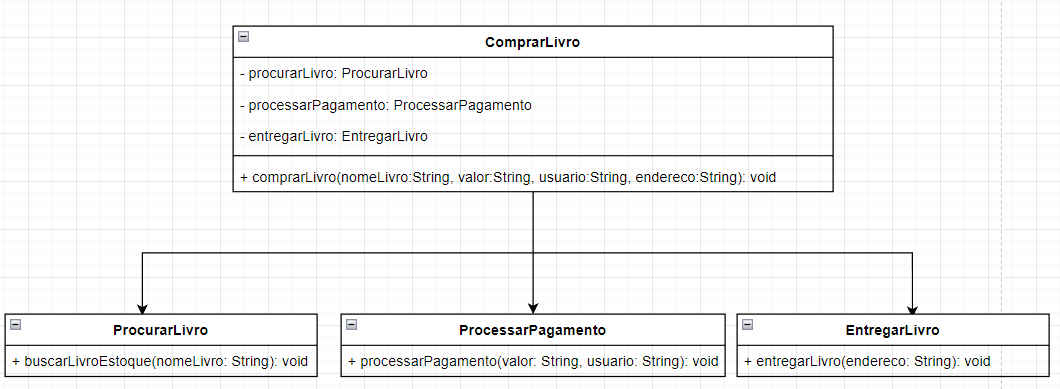 ComprarLivro
- procurarLivro: ProcurarLivro
- processarPagamento: ProcessarPagamento
- entregarLivro: EntregarLivro
+ comprarLivro(nomeLivro:String, valor:String, usuario:String, endereco:String): void
ProcurarLivro
+ buscarLivroEstoque(nomeLivro: String): void
ProcessarPagamento
+ processarPagamento(valor: String, usuario: String): void
EntregarLivro
+ entregarLivro(endereco: String): void